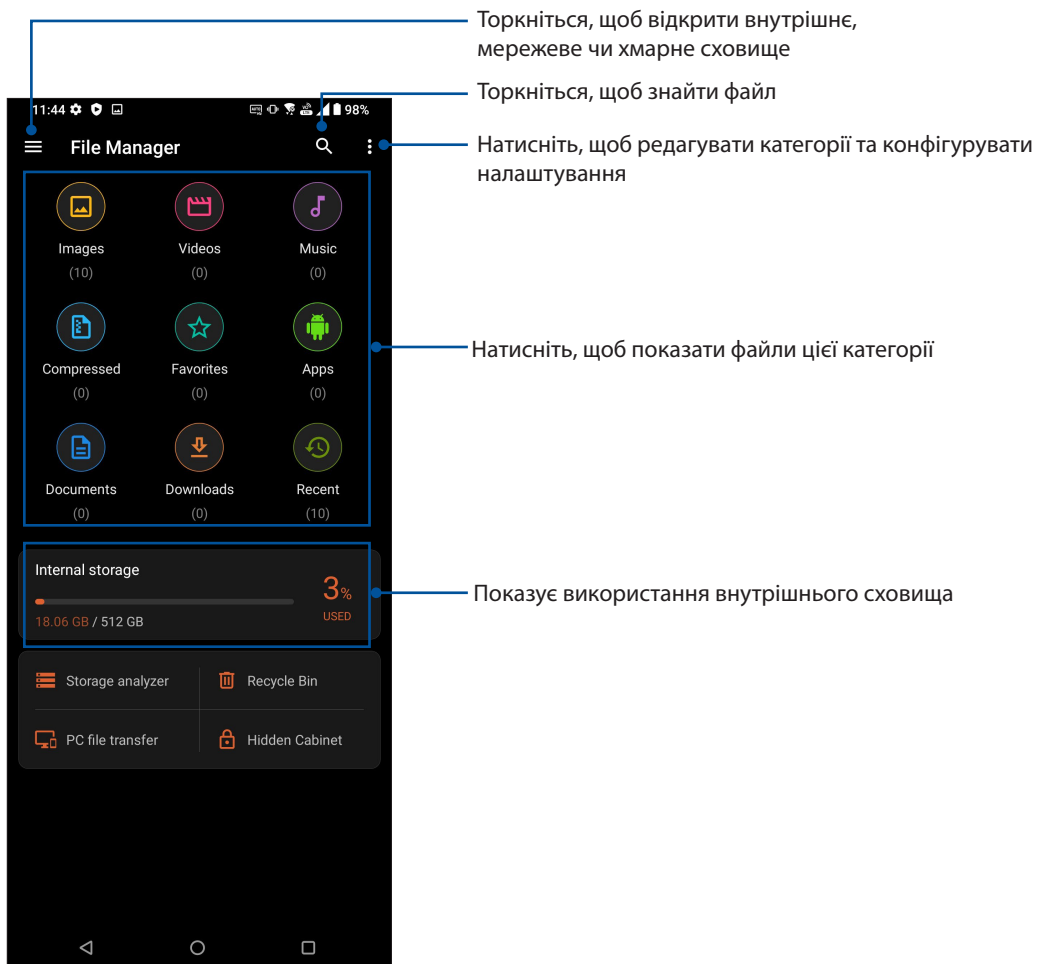 Торкніться, щоб відкрити внутрішнє,
мережеве чи хмарне сховище
Торкніться, щоб знайти файл
Натисніть, щоб редагувати категорії та конфігурувати
налаштування
Натисніть, щоб показати файли цієї категорії
Показує використання внутрішнього сховища
11:44 98%
File Manager
Images Videos Music
(10) (0) (0)
Compressed Favorites Apps
(0) (0) (0)
Documents Downloads Recent
(0) (0) (10)
Internal storage
3%
18.06 GB / 512 GB USED
Storage analyzer Recycle Bin
PC file transfer Hidden Cabinet